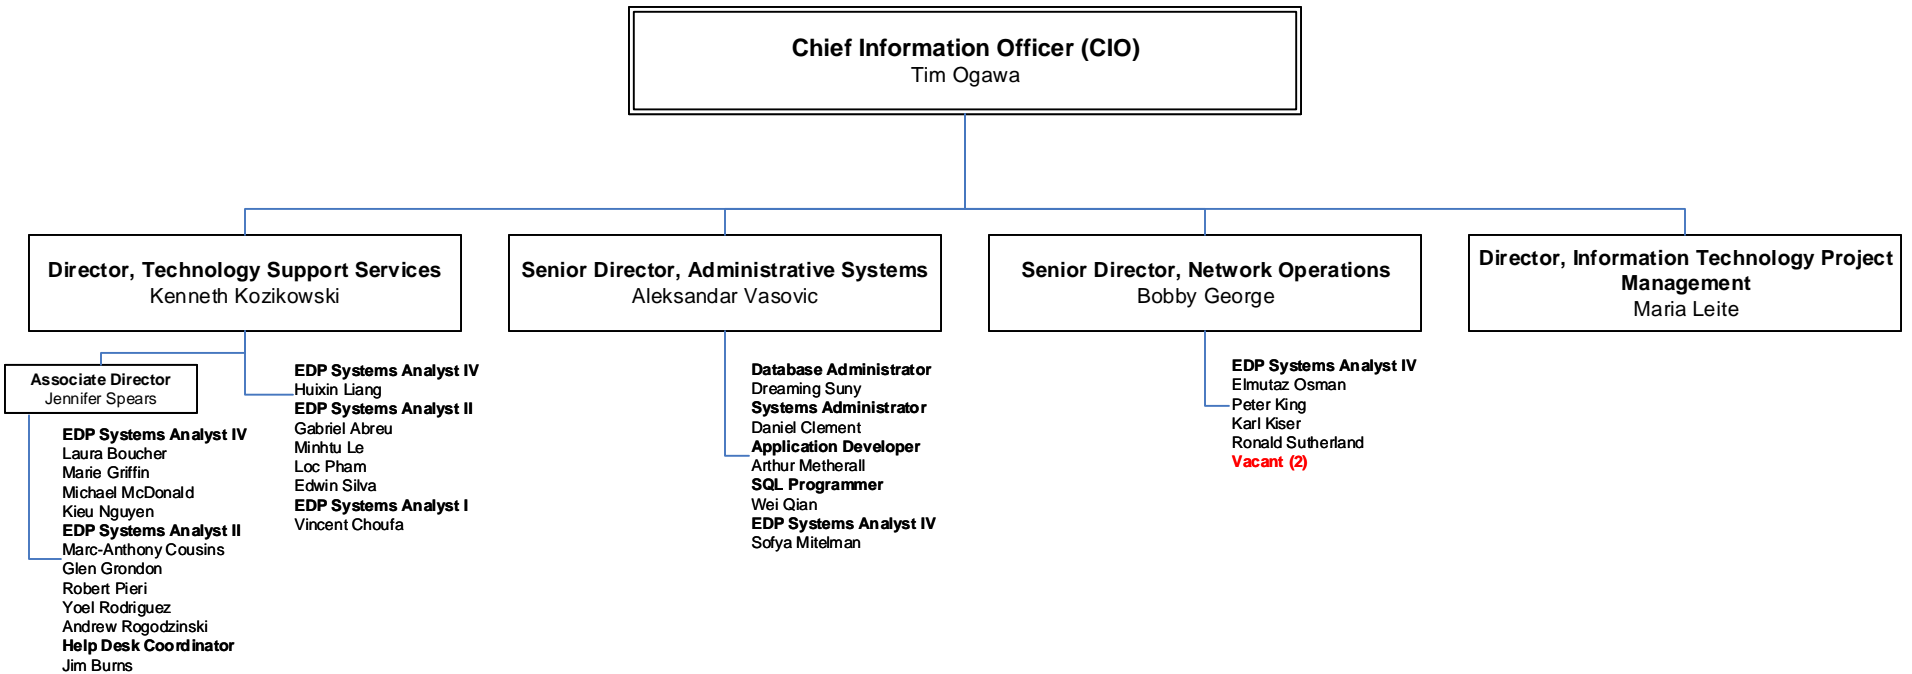 Chief Information Officer (CIO)
Tim Ogawa
Director, Technology Support Services
Kenneth Kozikowski
Senior Director, Administrative Systems
Aleksandar Vasovic
Senior Director, Network Operations
Bobby George
Director, Information Technology Project
Management
Maria Leite
Associate Director
Jennifer Spears
EDP Systems Analyst IV
Laura Boucher
Marie Griffin
Michael McDonald
Kieu Nguyen
EDP Systems Analyst II
Marc-Anthony Cousins
Glen Grondon
Robert Pieri
Yoel Rodriguez
Andrew Rogodzinski
Help Desk Coordinator
Jim Burns
EDP Systems Analyst IV
Huixin Liang
EDP Systems Analyst II
Gabriel Abreu
Minhtu Le
Loc Pham
Edwin Silva
EDP Systems Analyst I
Vincent Choufa
Database Administrator
Dreaming Suny
Systems Administrator
Daniel Clement
Application Developer
Arthur Metherall
SQL Programmer
Wei Qian
EDP Systems Analyst IV
Sofya Mitelman
EDP Systems Analyst IV
Elmutaz Osman
Peter King
Karl Kiser
Ronald Sutherland
Vacant (2)